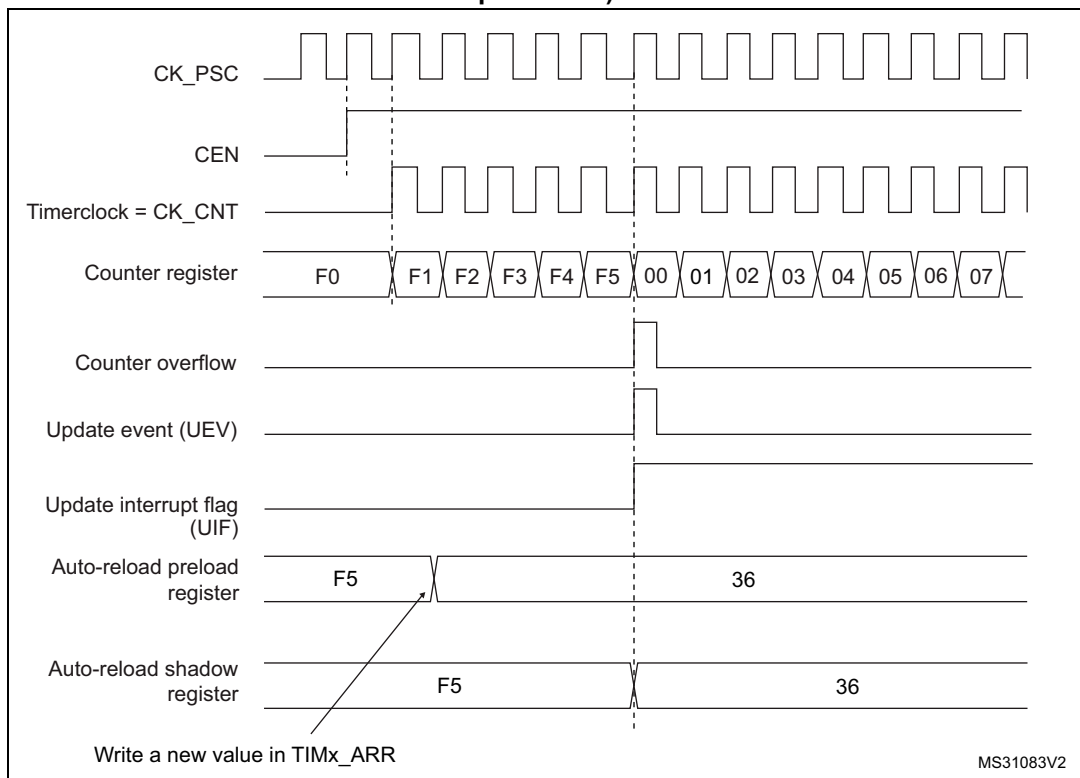 CK_PSC
CEN
Timerclock = CK_CNT
Counter register F0 F1 F2 F3 F4 F5 00 01 02 03 04 05 06 07
Counter overflow
Update event (UEV)
Update interrupt flag
(UIF)
Auto-reload preload
register
F5 36
Auto-reload shadow
register
F5 36
Write a new value in TIMx_ARR
MS31083V2